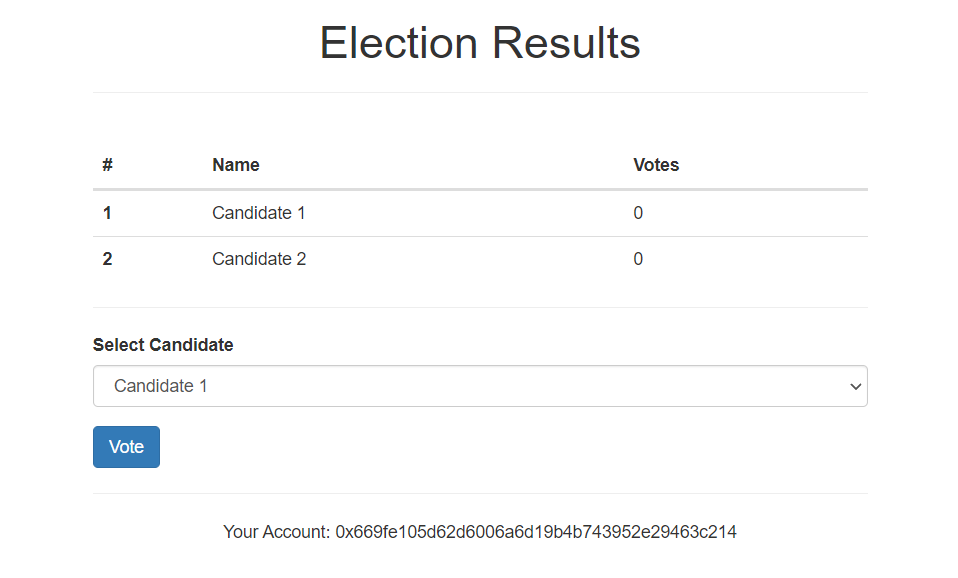 Election Results
# Name Votes
1 Candidate 1 0
2 Candidate 2 0
Select Candidate
Candidate 1
Vote
Your Account: 0x669fe105d62d6006a6d19b4b743952e29463c214